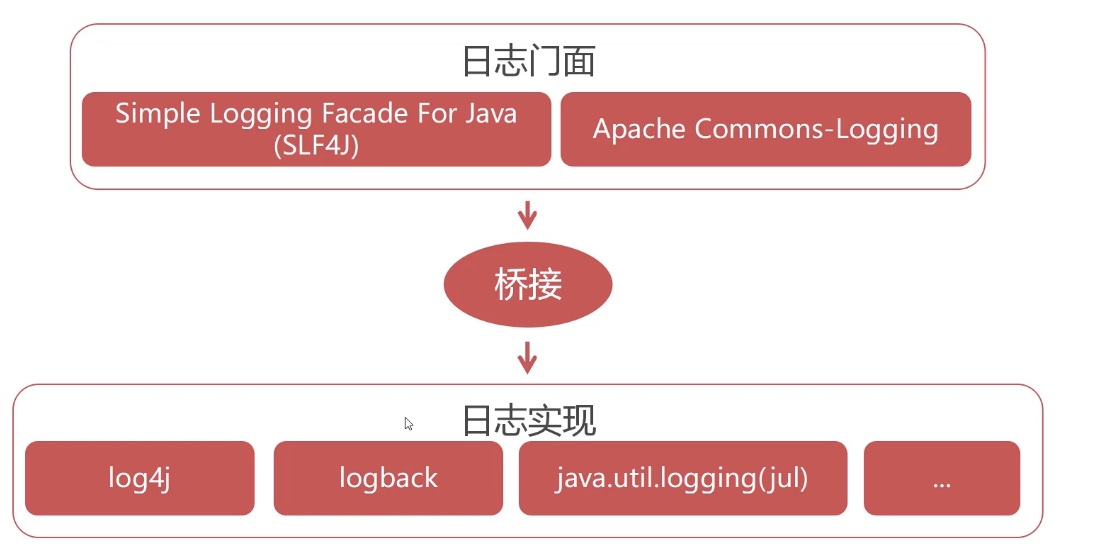 日志门面
Simple Logging Facade For Java
(SLF4J)
Apache Commons-Logging
桥接
日志实现
log4j
logback
java.util.logging(jul)
...